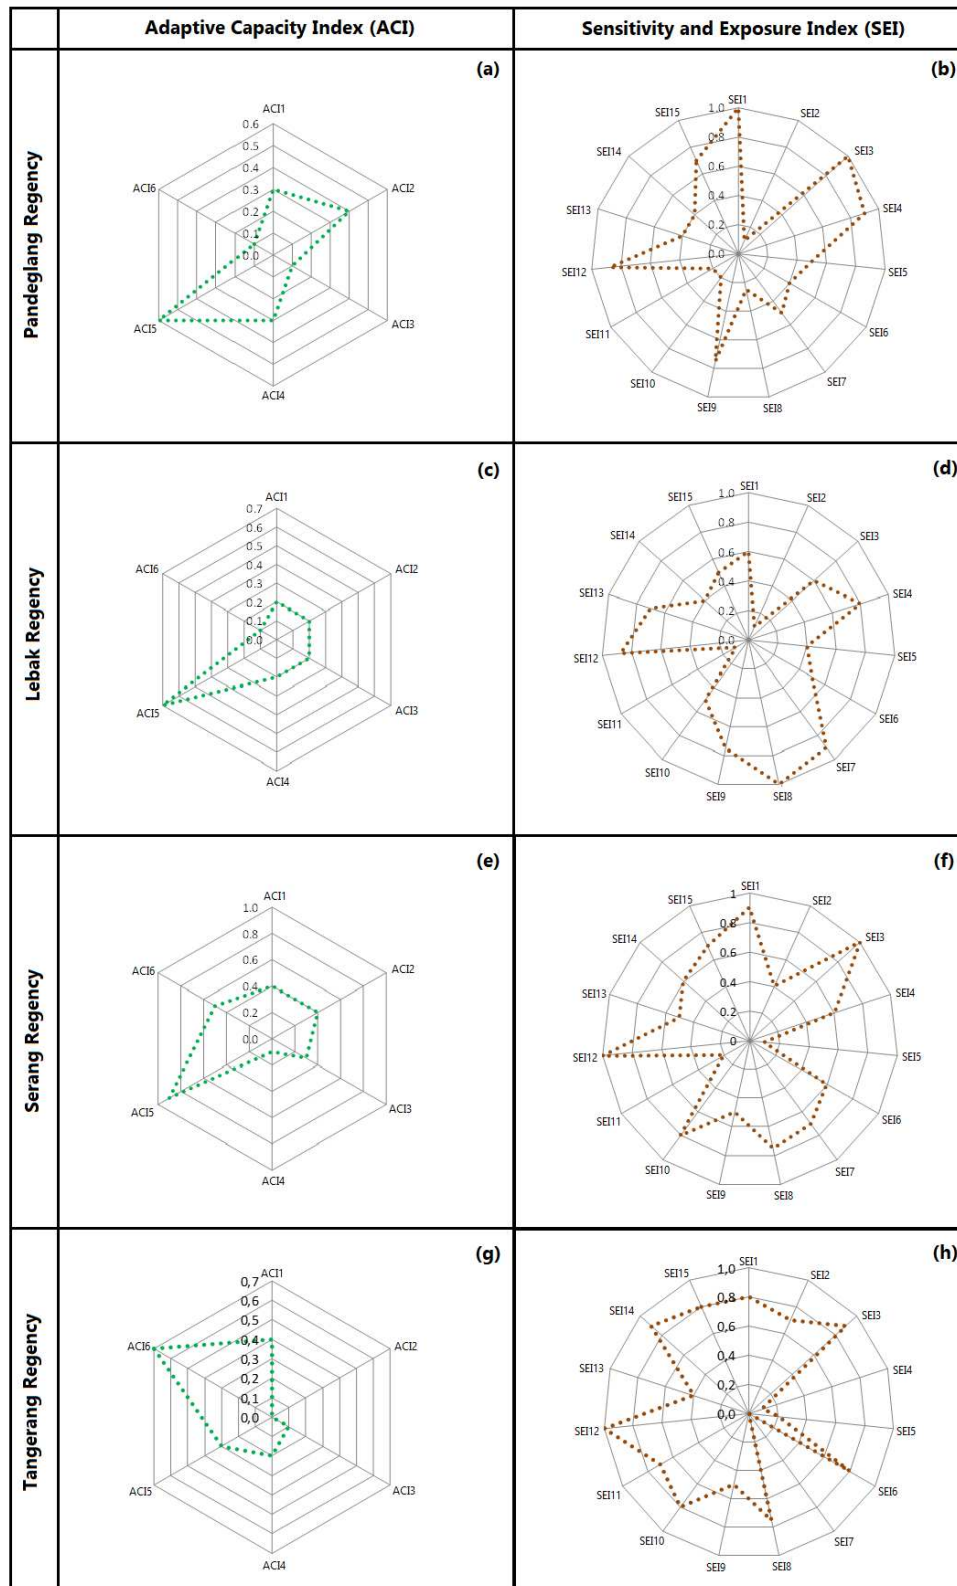 Adaptive Capacity Index (ACI)
Sensitivity and Exposure Index (SEI)
Pandeglang Regency
(a)
ACI1
0.6
0.5
0.4
0.3
0.2
0.1
0.0
ACI2
ACI3
ACI4
ACI5
ACI6
(b)
SEI1
1.0
0.8
0.6
0.4
0.2
0.0
SEI2
SEI3
SEI4
SEI5
SEI6
SEI7
SEI8
SEI9
SEI10
SEI11
SEI12
SEI13
SEI14
SEI15
Lebak Regency
(c)
ACI1
0.7
0.6
0.5
0.4
0.3
0.2
0.1
0.0
ACI2
ACI3
ACI4
ACI5
ACI6
(d)
SEI1
1.0
0.8
0.6
0.4
0.2
0.0
SEI2
SEI3
SEI4
SEI5
SEI6
SEI7
SEI8
SEI9
SEI10
SEI11
SEI12
SEI13
SEI14
SEI15
Serang Regency
(e)
ACI1
1.0
0.8
0.6
0.4
0.2
0.0
ACI2
ACI3
ACI4
ACI5
ACI6
(f)
SEI1
1
0.8
0.6
0.4
0.2
0
SEI2
SEI3
SEI4
SEI5
SEI6
SEI7
SEI8
SEI9
SEI10
SEI11
SEI12
SEI13
SEI14
SEI15
Tangerang Regency
(g)
ACI1
0,7
0,6
0,5
0,4
0,3
0,2
0,1
0,0
ACI2
ACI3
ACI4
ACI5
ACI6
(h)
SEI1
1,0
0,8
0,6
0,4
0,2
0,0
SEI2
SEI3
SEI4
SEI5
SEI6
SEI7
SEI8
SEI9
SEI10
SEI11
SEI12
SEI13
SEI14
SEI15